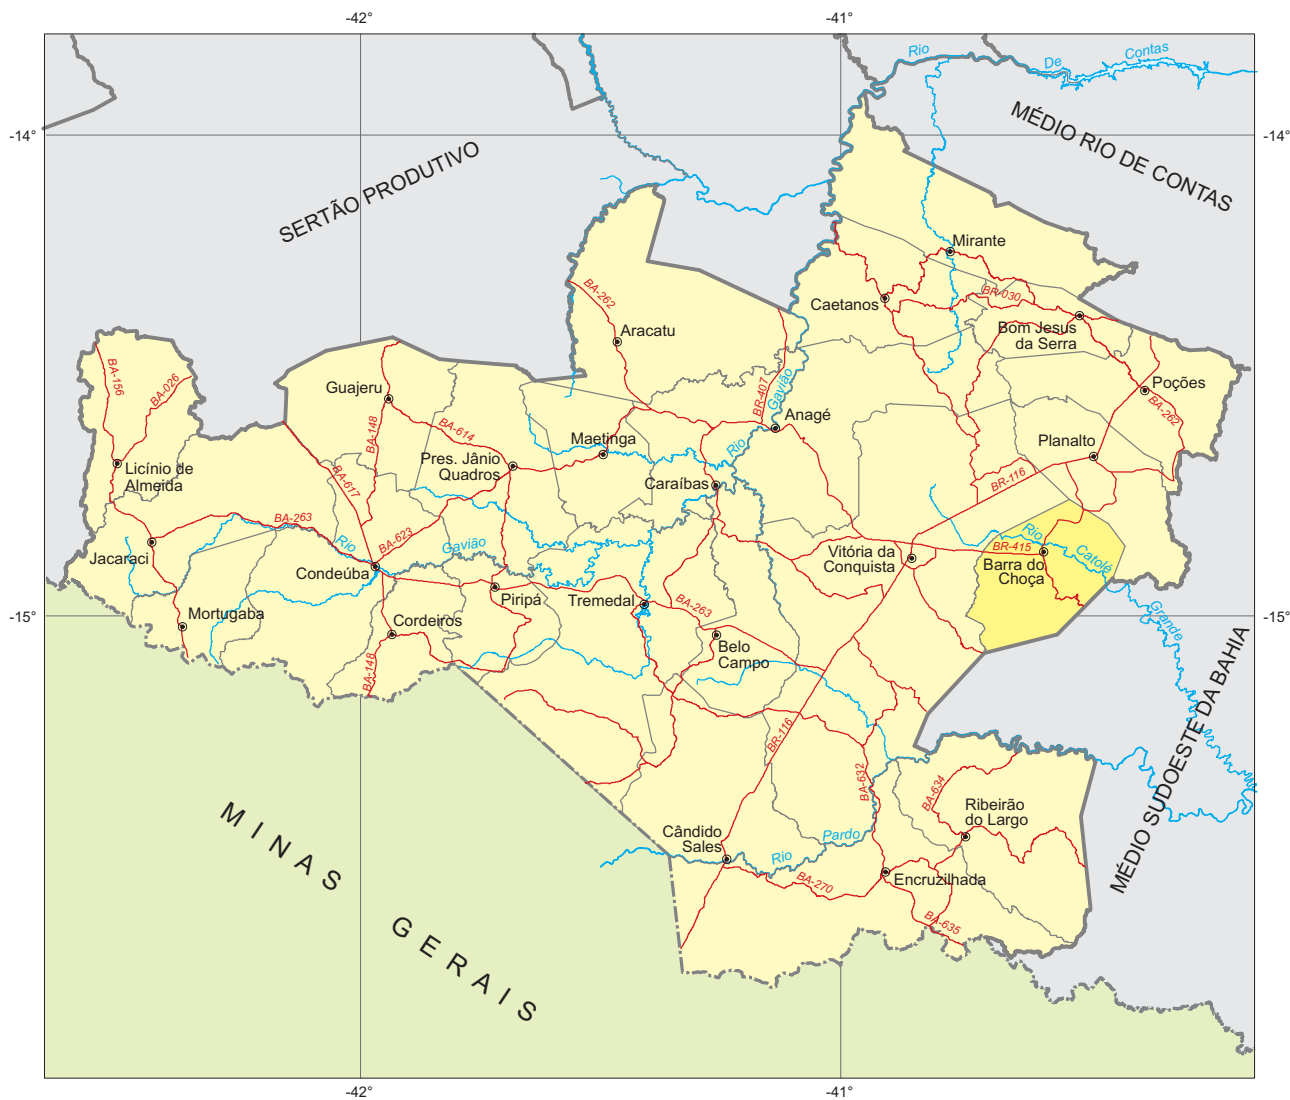 -42°
-41°
Rio
De
Contas
-14°
-14°
MÉDIO RIO DE CONTAS
SERTÃO PRODUTIVO
Mirante
BA-262
BR-030
Caetanos
Aracatu
Bom Jesus
da Serra
BA-156
BA-026
Guajeru
BR-407
Gavião
Poções
BA-262
Anagé
BA-148
BA-614
Maetinga
Rio
Planalto
Pres. Jânio
Quadros
Licínio de
Almeida
BA-617
Caraíbas
BR-116
BA-263
Rio
BA-623
Gavião
Rio
Catolé
Jacaraci
Condeúba
Vitória da
Conquista
BR-415
Barra do
Choça
Piripá
Tremedal
BA-263
Grande
-15°
-15°
Mortugaba
Cordeiros
Belo
Campo
BA-148
MÉDIO SUDOESTE DA BAHIA
BR-116
BA-632
BA-634
Ribeirão
do Largo
MINAS GERAIS
Cândido
Sales
Rio
Pardo
BA-270
Encruzilhada
BA-635
-42°
-41°